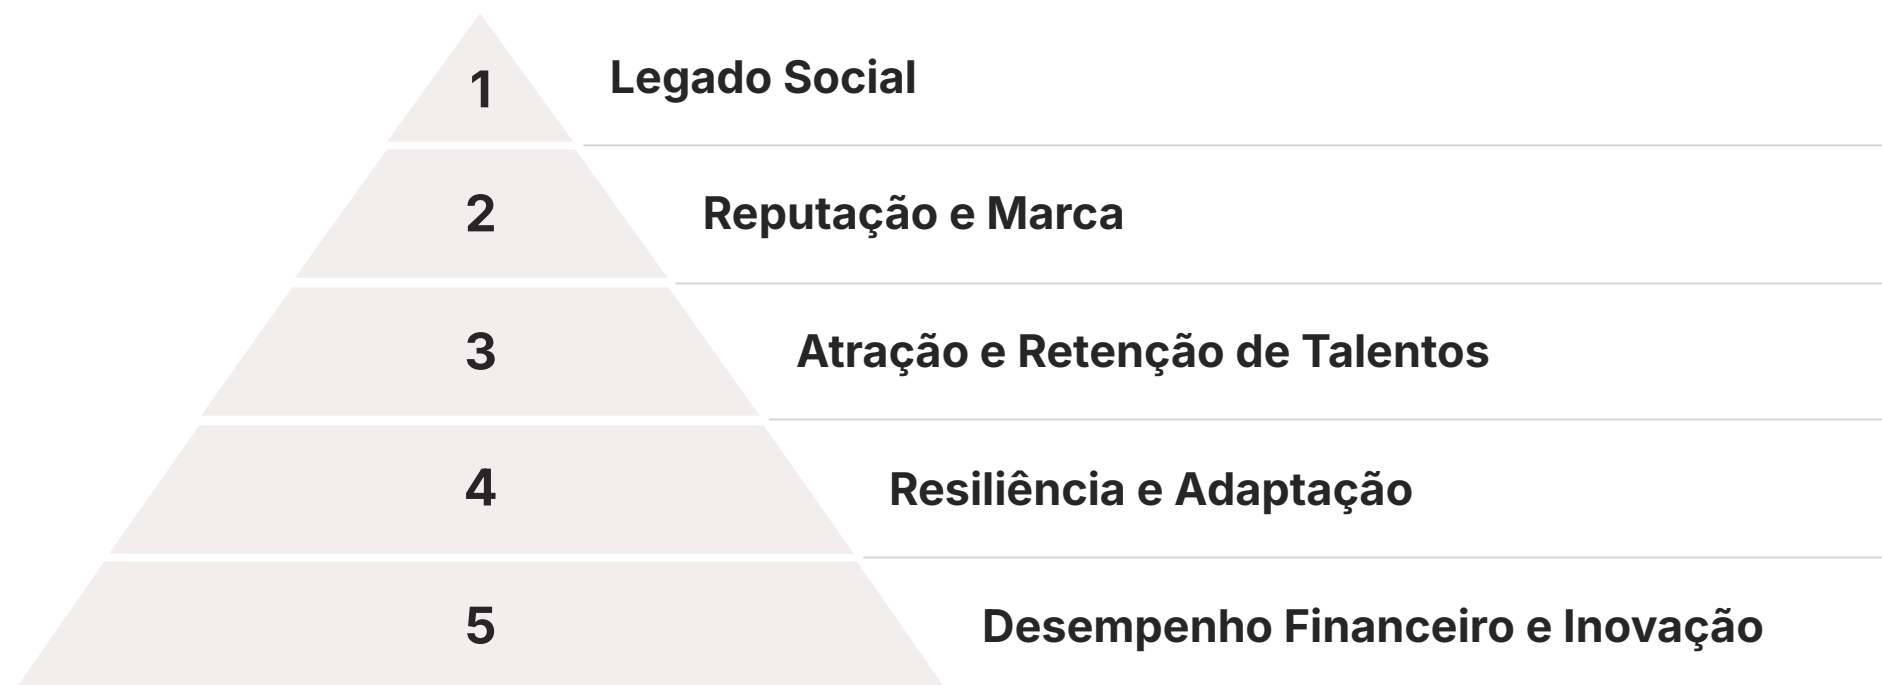 1
Legado Social
2
Reputação e Marca
3
Atração e Retenção de Talentos
4
Resiliência e Adaptação
5
Desempenho Financeiro e Inovação